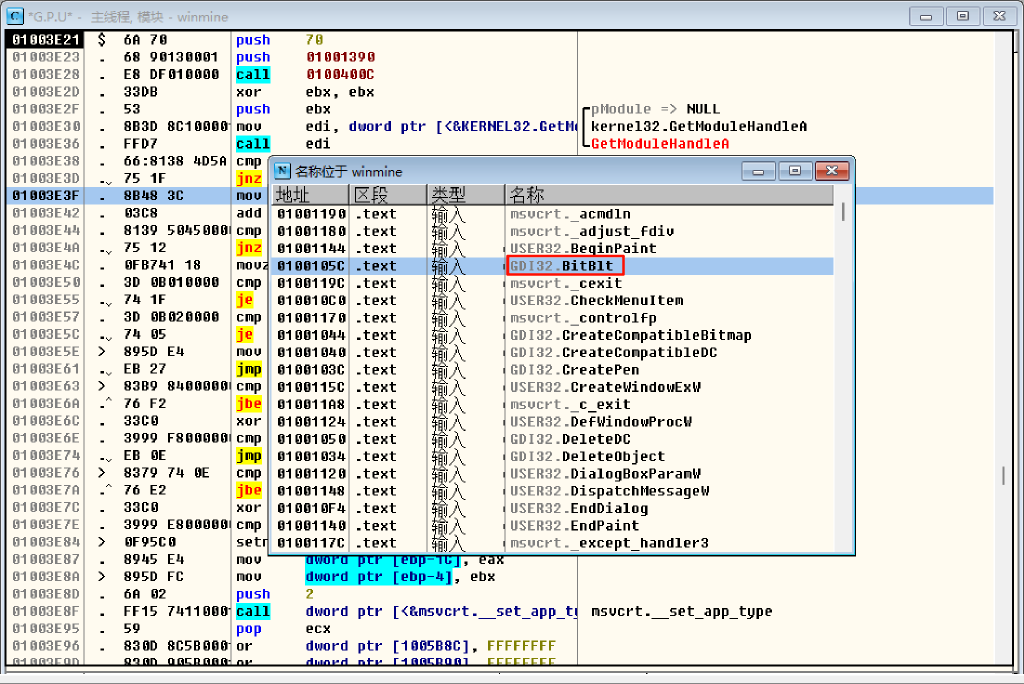 *G.P.U* - 主线程, 模块 - winmine
01003E21 $ 6A 70 push 70
01003E23 . 68 90130001 push 01001390
01003E28 . E8 DF010000 call 0100400C
01003E2D . 33DB xor ebx, ebx
01003E2F . 53 push ebx pModule => NULL
01003E30 . 8B3D 8C10000 mov edi, dword ptr [<&KERNEL32.GetMo kernel32.GetModuleHandleA
01003E36 . FFD7 call edi GetModuleHandleA
01003E38 . 66:8138 4D5A cmp
01003E3D . 75 1F jnz
01003E3F . 8B48 3C mov
01003E42 . 03C8 add
01003E44 . 8139 50450000 cmp
01003E4A . 75 12 jnz
01003E4C . 0FB741 18 movz
01003E50 . 3D 0B010000 cmp
01003E55 . 74 1F je
01003E57 . 3D 0B020000 cmp
01003E5C . 74 05 je
01003E5E > 895D E4 mov
01003E61 . EB 27 jmp
01003E63 > 83B9 84000000 cmp
01003E6A .^ 76 F2 jbe
01003E6C . 33C0 xor
01003E6E . 3999 F8000000 cmp
01003E74 . EB 0E jmp
01003E76 > 8379 74 0E cmp
01003E7A .^ 76 E2 jbe
01003E7C . 33C0 xor
01003E7E . 3999 E8000000 cmp
01003E84 > 0F95C0 setn
01003E87 . 8945 E4 mov dword ptr [ebp-1C], eax
01003E8A > 895D FC mov dword ptr [ebp-4], ebx
01003E8D . 6A 02 push 2
01003E8F . FF15 7411000 call dword ptr [<&msvcrt.__set_app_ty msvcrt.__set_app_type
01003E95 . 59 pop ecx
01003E96 . 830D 8C5B000 or dword ptr [1005B8C], FFFFFFFF
01003E9D . 830D 905B000 or dword ptr [1005B90], FFFFFFFF
名称位于 winmine
地址 区段 类型 名称
01001190 .text 输入 msvcrt._acmdln
01001180 .text 输入 msvcrt._adjust_fdiv
01001144 .text 输入 USER32.BeginPaint
0100105C .text 输入 GDI32.BitBlt
0100119C .text 输入 msvcrt._cexit
010010C0 .text 输入 USER32.CheckMenuItem
01001170 .text 输入 msvcrt._controlfp
01001044 .text 输入 GDI32.CreateCompatibleBitmap
01001040 .text 输入 GDI32.CreateCompatibleDC
0100103C .text 输入 GDI32.CreatePen
0100115C .text 输入 USER32.CreateWindowExW
010011A8 .text 输入 msvcrt._c_exit
01001124 .text 输入 USER32.DefWindowProcW
01001050 .text 输入 GDI32.DeleteDC
01001034 .text 输入 GDI32.DeleteObject
01001120 .text 输入 USER32.DialogBoxParamW
01001148 .text 输入 USER32.DispatchMessageW
010010F4 .text 输入 USER32.EndDialog
01001140 .text 输入 USER32.EndPaint
0100117C .text 输入 msvcrt._except_handler3